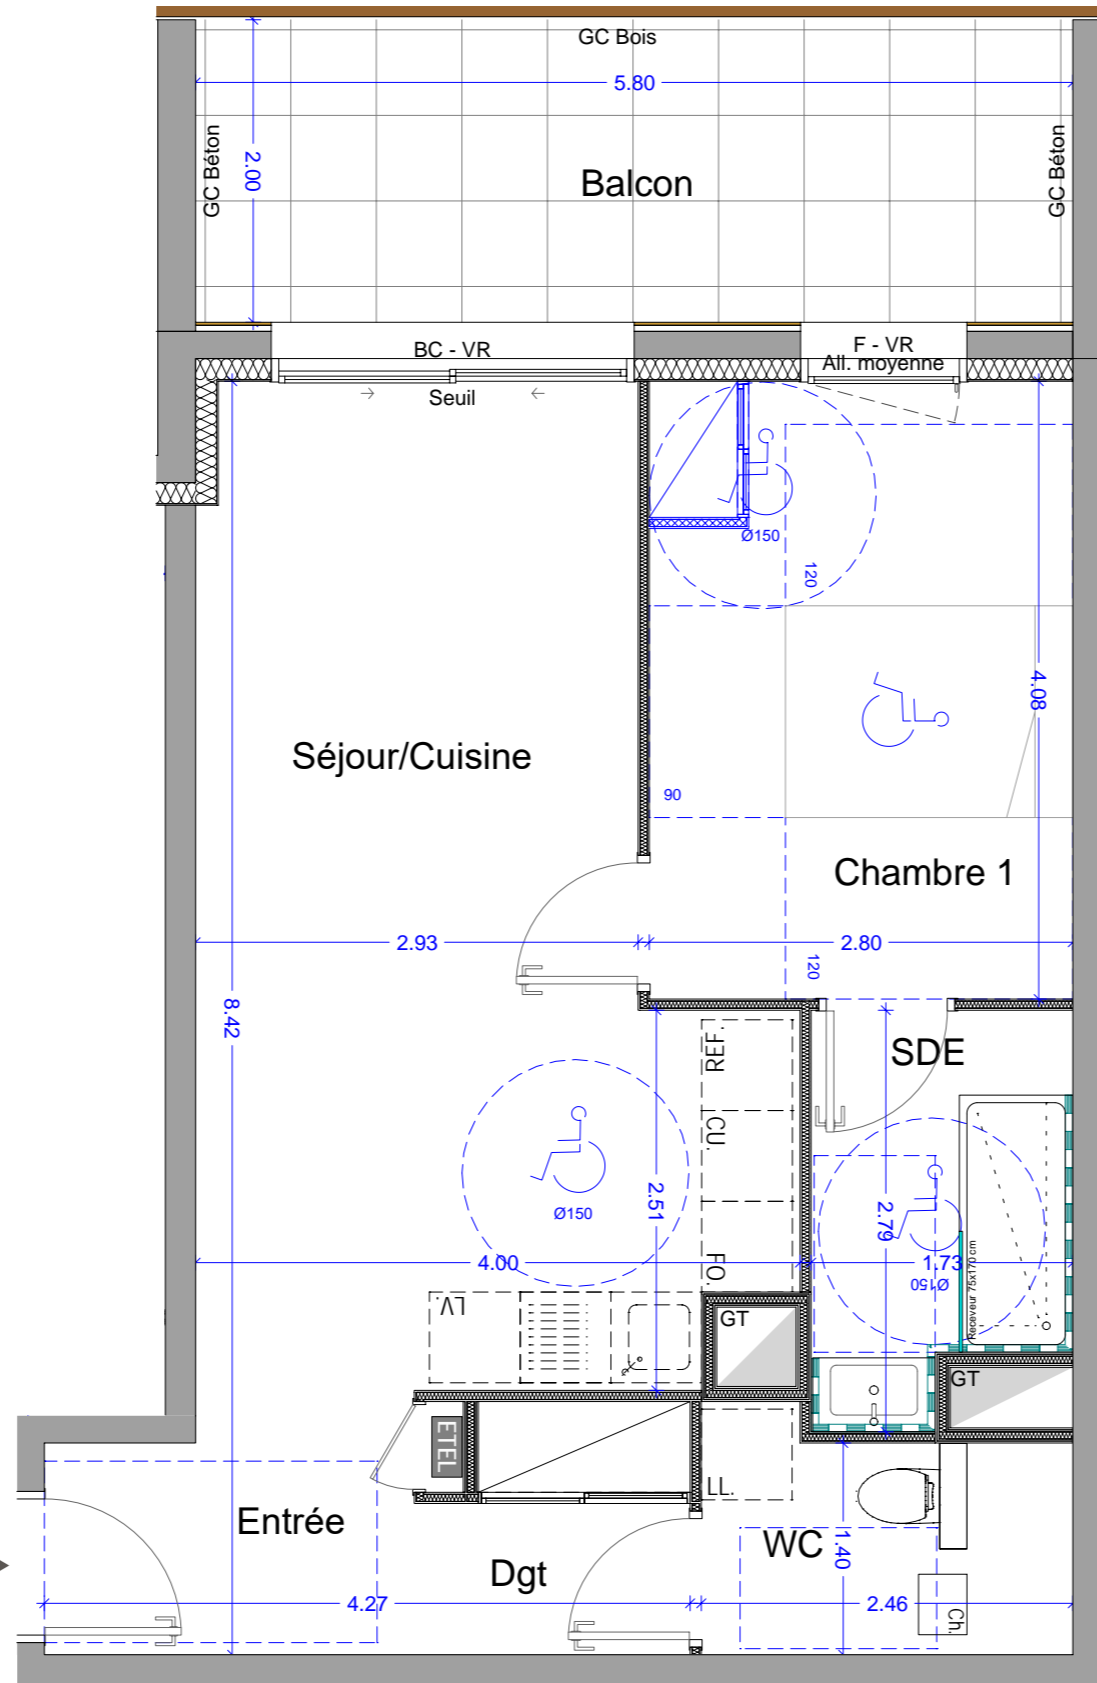 GC Bois
5.80
GC Béton
2.00
Balcon
GC Béton
BC - VR
Seuil
F - VR
All. moyenne
Ø150
120
4.08
Séjour/Cuisine
90
Chambre 1
2.93
2.80
120
8.42
SDE
REF.
CU.
FO.
2.51
Ø150
2.79
4.00
1.73
Ø150
Receveur 75x170 cm
LV.
GT
GT
ETEL
LL.
Entrée
WC
1.40
Dgt
4.27
2.46
Ch.